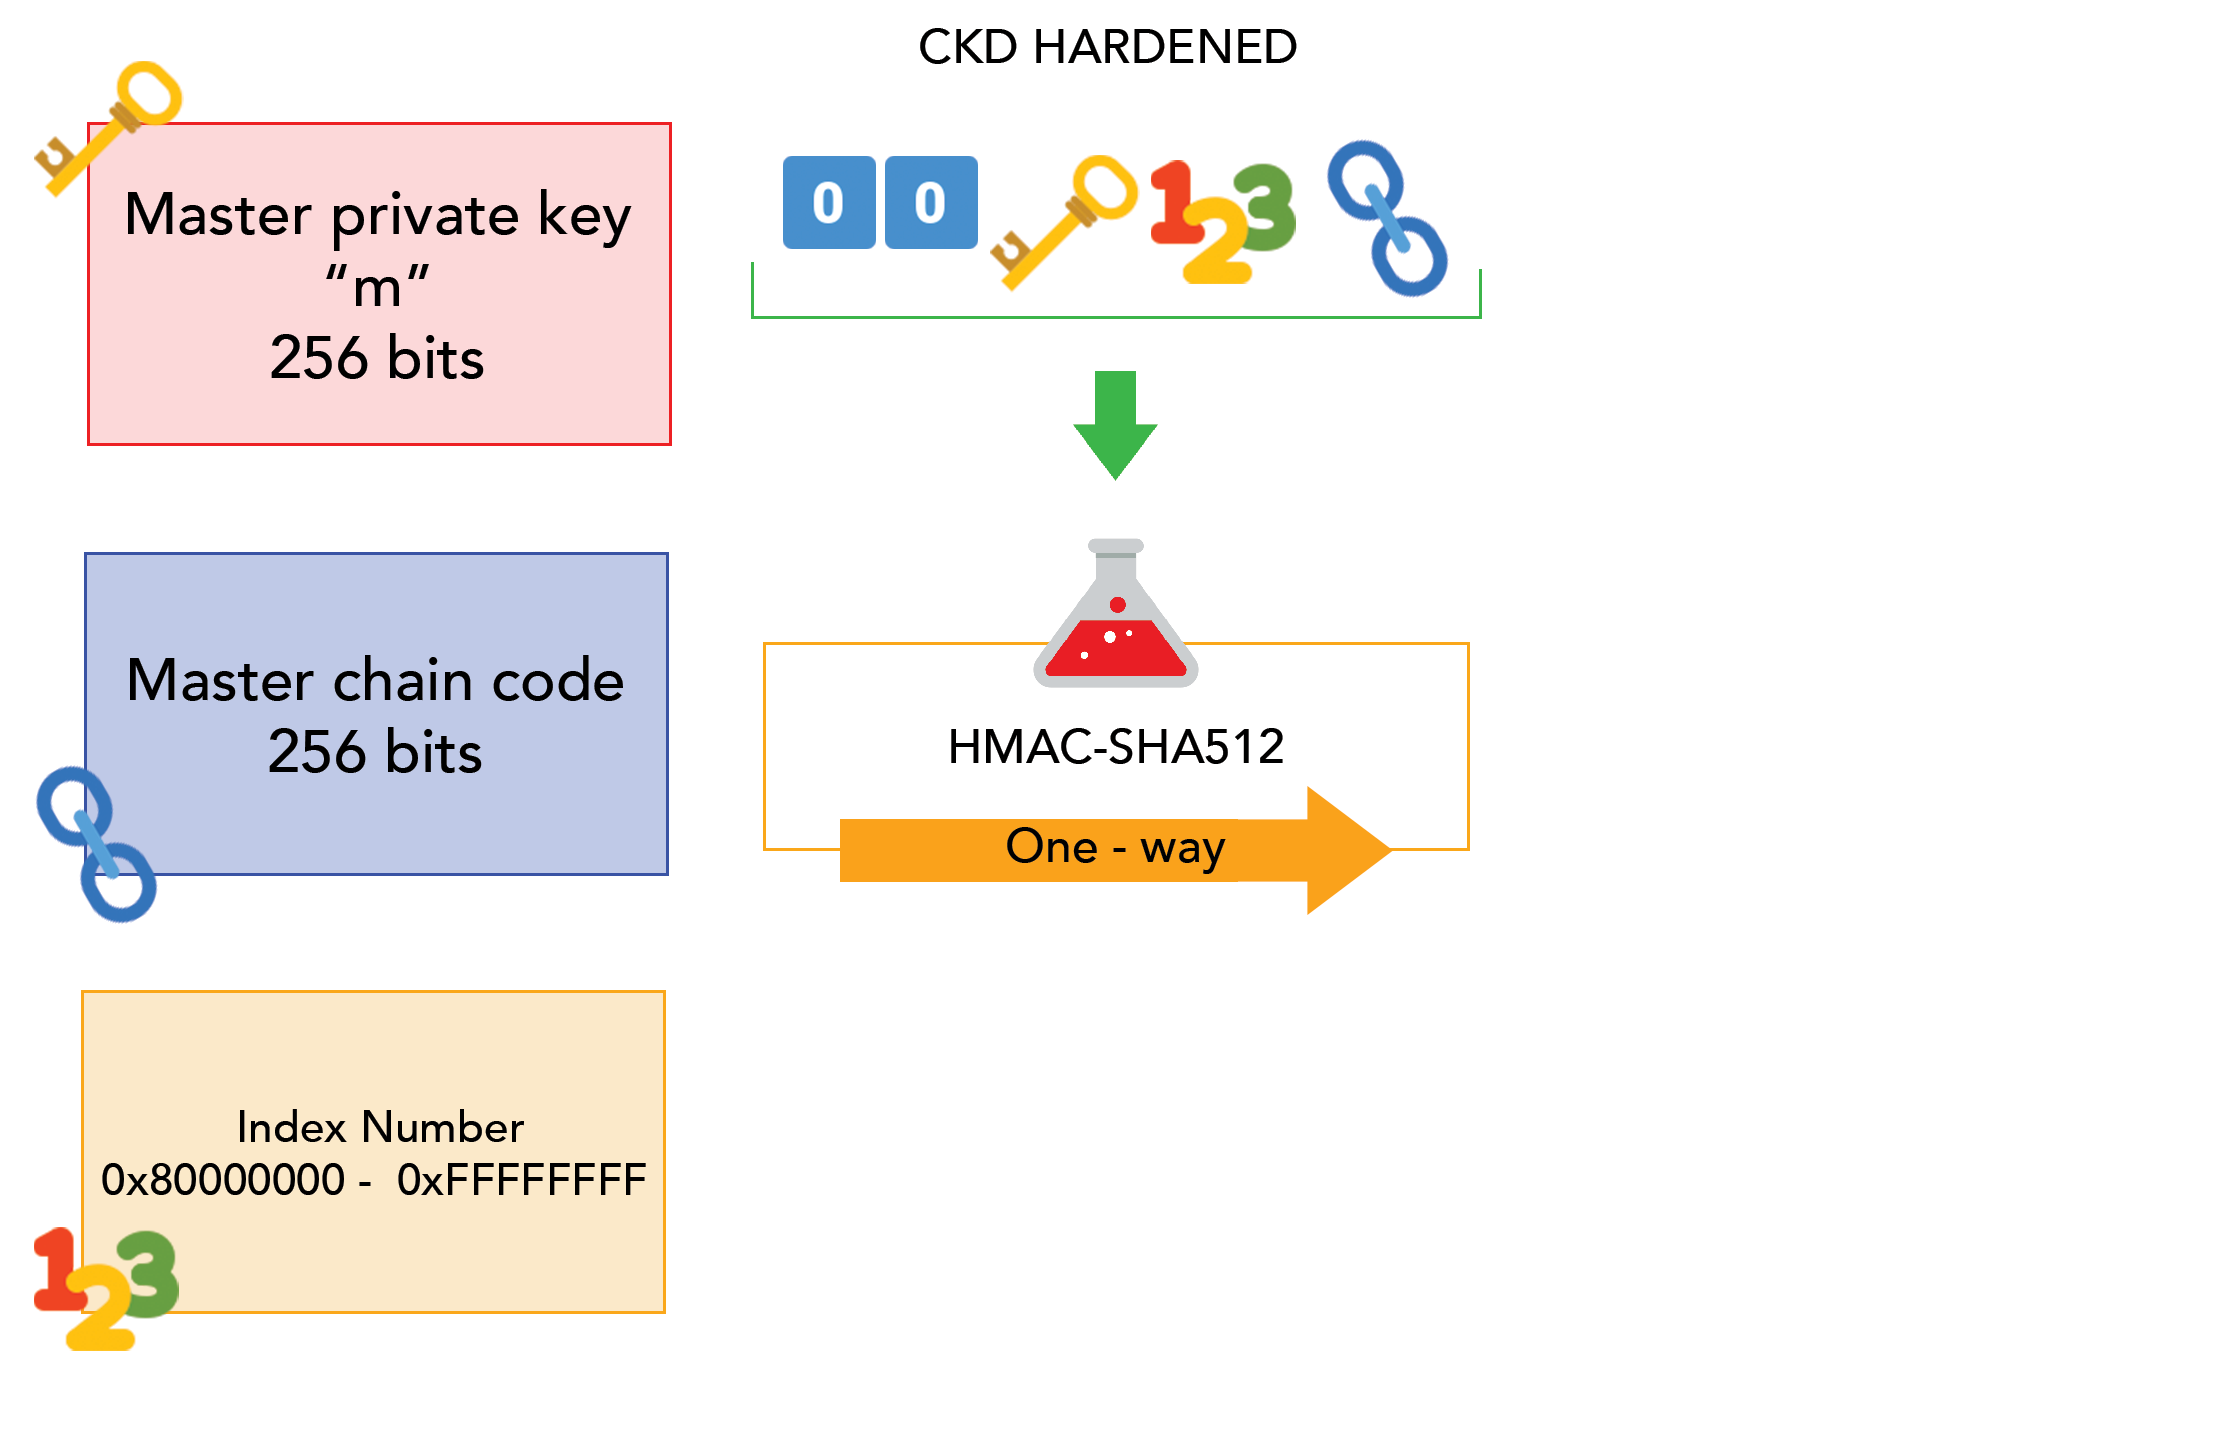 CKD HARDENED
0 0 123
Master private key
“m”
256 bits
Master chain code
256 bits
HMAC-SHA512
One - way
Index Number
0x80000000 - 0xFFFFFFFF
123